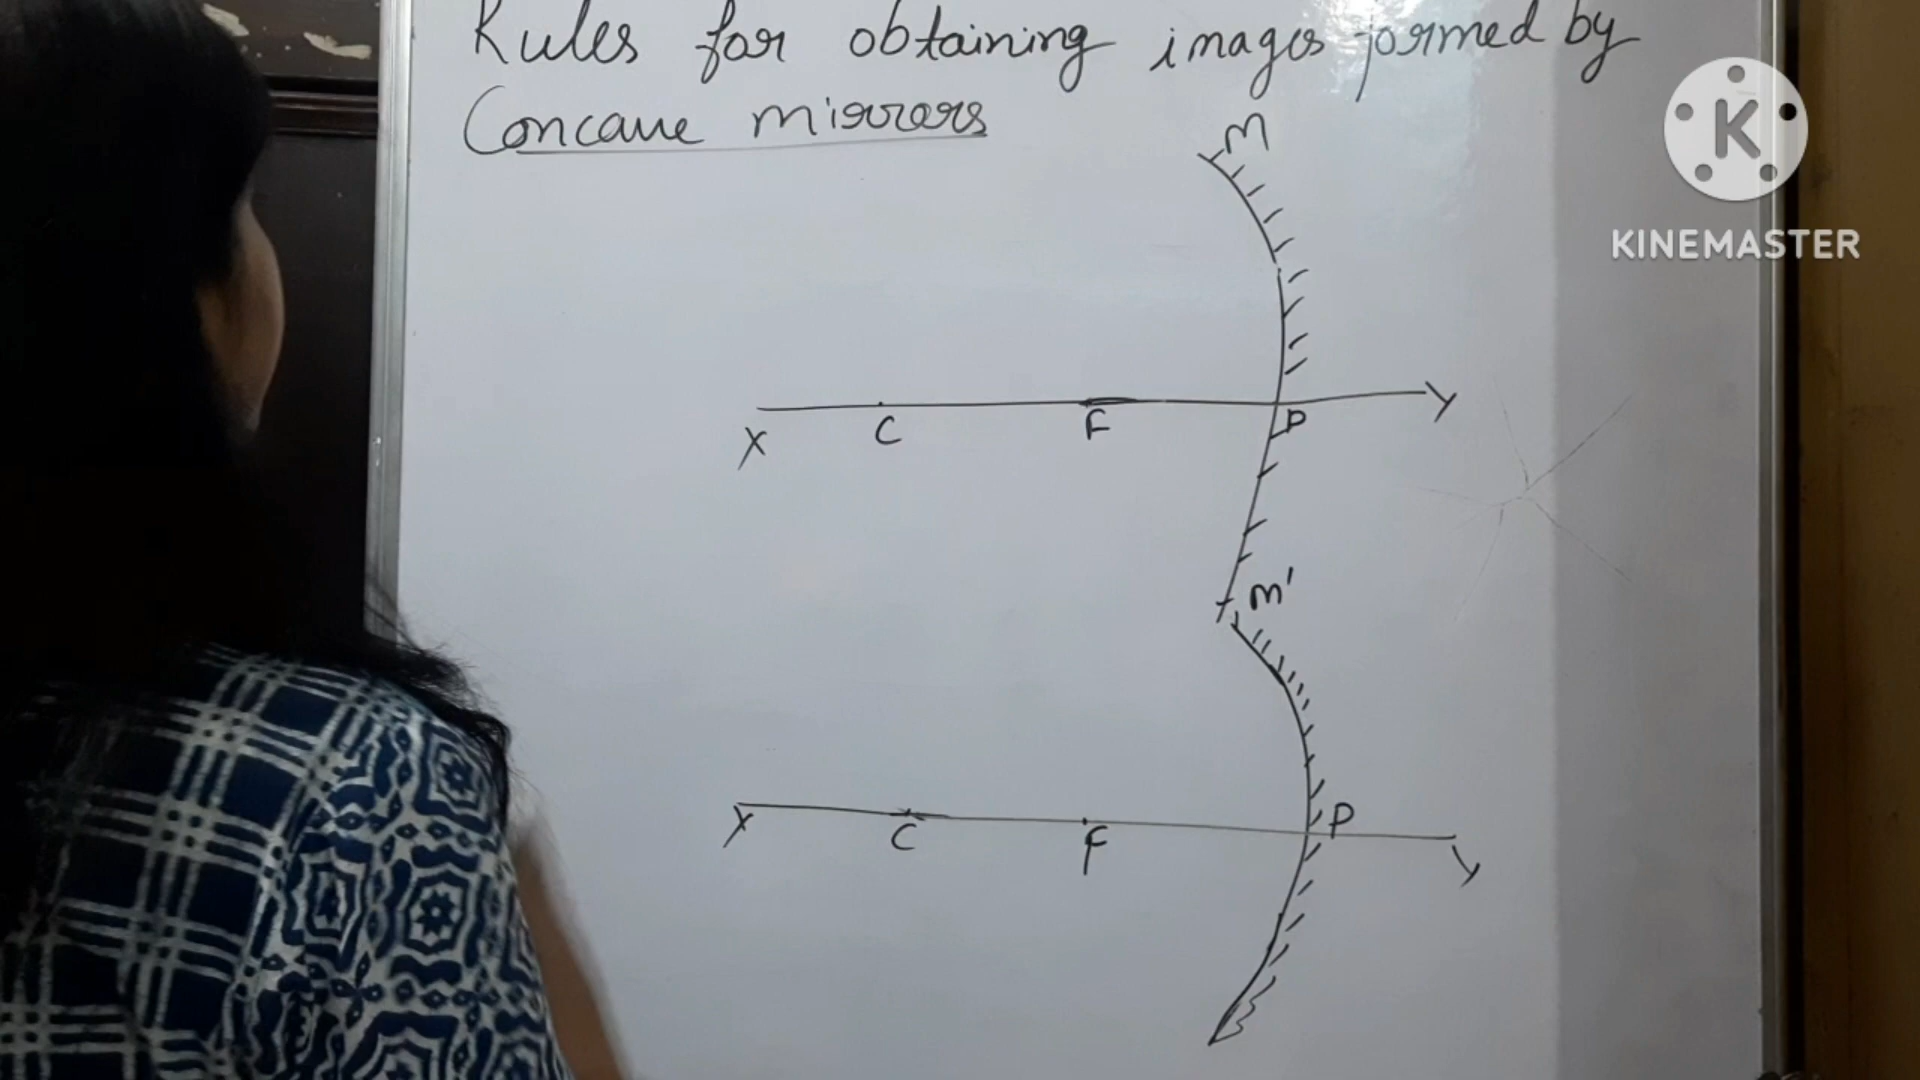 Rules for obtaining images formed by
Concave mirrors
M
K
KINEMASTER
X
C
F
P
Y
M'
X
C
F
P
Y